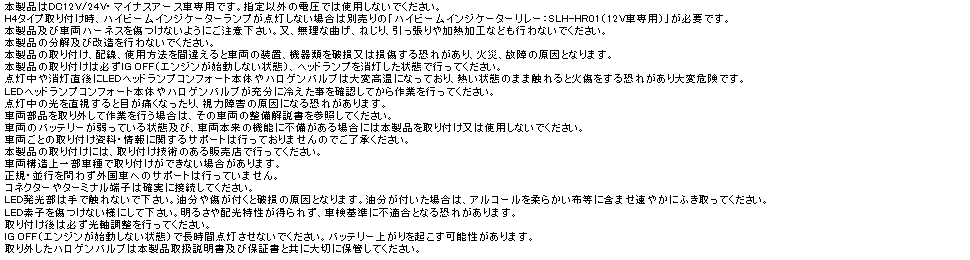 本製品はDC12V/24V・マイナスアース車専用です。指定以外の電圧では使用しないでください。
H4タイプ取り付け時、ハイビームインジケーターランプが点灯しない場合は別売りの「ハイビームインジケーターリレー：SLH-HR01（12V車専用）」が必要です。
本製品及び車両ハーネスを傷つけないようにご注意下さい。又、無理な曲げ、ねじり、引っ張りや加熱加工なども行わないでください。
本製品の分解及び改造を行わないでください。
本製品の取り付け、配線、使用方法を間違えると車両の装置、機器類を破損又は損傷する恐れがあり、火災、故障の原因となります。
本製品の取り付けは必ずIG OFF（エンジンが始動しない状態）、ヘッドランプを消灯した状態で行ってください。
点灯中や消灯直後にLEDヘッドランプコンフォート本体やハロゲンバルブは大変高温になっており、熱い状態のまま触れると火傷をする恐れがあり大変危険です。
LEDヘッドランプコンフォート本体やハロゲンバルブが充分に冷えた事を確認してから作業を行ってください。
点灯中の光を直視すると目が痛くなったり、視力障害の原因になる恐れがあります。
車両部品を取り外して作業を行う場合は、その車両の整備解説書を参照してください。
車両のバッテリーが弱っている状態及び、車両本来の機能に不備がある場合には本製品を取り付け又は使用しないでください。
車両ごとの取り付け資料・情報に関するサポートは行っておりませんのでご了承ください。
本製品の取り付けには、取り付け技術のある販売店で行ってください。
車両構造上一部車種で取り付けができない場合があります。
正規・並行を問わず外国車へのサポートは行っていません。
コネクターやターミナル端子は確実に接続してください。
LED発光部は手で触れないで下さい。油分や傷が付くと破損の原因となります。油分が付いた場合は、アルコールを柔らかい布等に含ませ速やかにふき取ってください。
LED素子を傷つけない様にして下さい。明るさや配光特性が得られず、車検基準に不適合となる恐れがあります。
取り付け後は必ず光軸調整を行ってください。
IG OFF（エンジンが始動しない状態）で長時間点灯させないでください。バッテリー上がりを起こす可能性があります。
取り外したハロゲンバルブは本製品取扱説明書及び保証書と共に大切に保管してください。